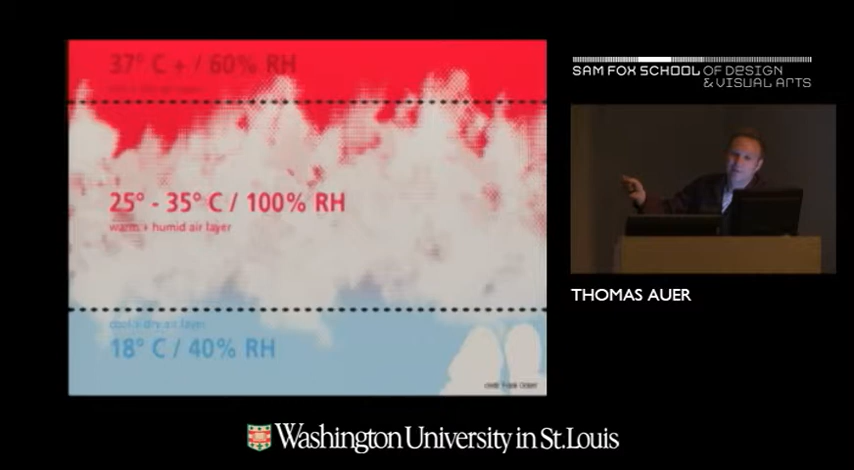 37° C + / 60% RH
25° - 35° C / 100% RH
warm + humid air layer
cool + dry air layer
18° C / 40% RH
SAM FOX SCHOOL OF DESIGN
& VISUAL ARTS
THOMAS AUER
Washington University in St. Louis